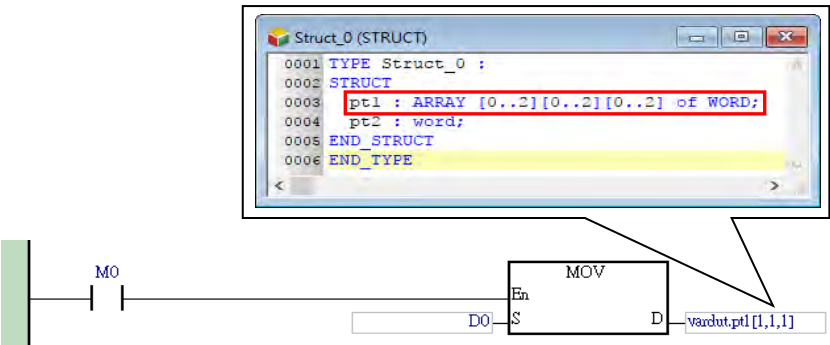 Struct_0 (STRUCT)
0001 TYPE Struct_0 :
0002 STRUCT
0003 pt1 : ARRAY [0..2][0..2][0..2] of WORD;
0004 pt2 : word;
0005 END_STRUCT
0006 END_TYPE
M0
MOV
En
D0 S D vardut.pt1[1,1,1]